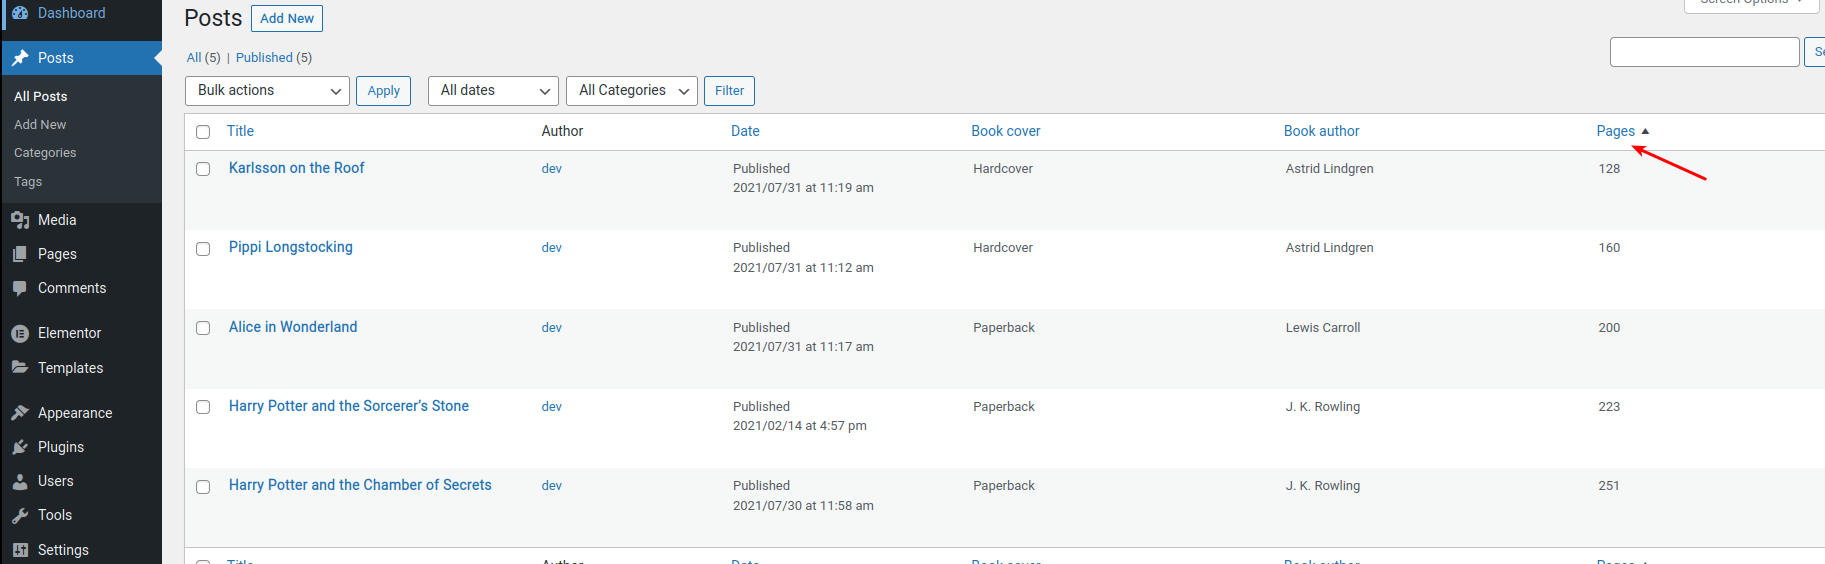 Dashboard
Posts
All Posts
Add New
Categories
Tags
Media
Pages
Comments
Elementor
Templates
Appearance
Plugins
Users
Tools
Settings
Posts Add New
Screen Options
All (5) | Published (5)
Bulk actions Apply All dates All Categories Filter
Title Author Date Book cover Book author Pages
Karlsson on the Roof dev Published Hardcover Astrid Lindgren 128
2021/07/31 at 11:19 am
Pippi Longstocking dev Published Hardcover Astrid Lindgren 160
2021/07/31 at 11:12 am
Alice in Wonderland dev Published Paperback Lewis Carroll 200
2021/07/31 at 11:17 am
Harry Potter and the Sorcerer’s Stone dev Published Paperback J. K. Rowling 223
2021/02/14 at 4:57 pm
Harry Potter and the Chamber of Secrets dev Published Paperback J. K. Rowling 251
2021/07/30 at 11:58 am
Title Author Date Book cover Book author Pages